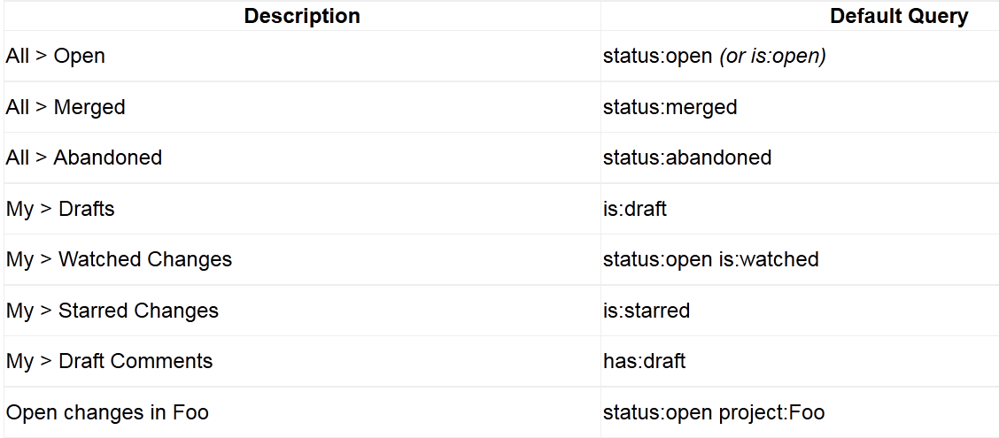 Description Default Query
All > Open status:open (or is:open)
All > Merged status:merged
All > Abandoned status:abandoned
My > Drafts is:draft
My > Watched Changes status:open is:watched
My > Starred Changes is:starred
My > Draft Comments has:draft
Open changes in Foo status:open project:Foo